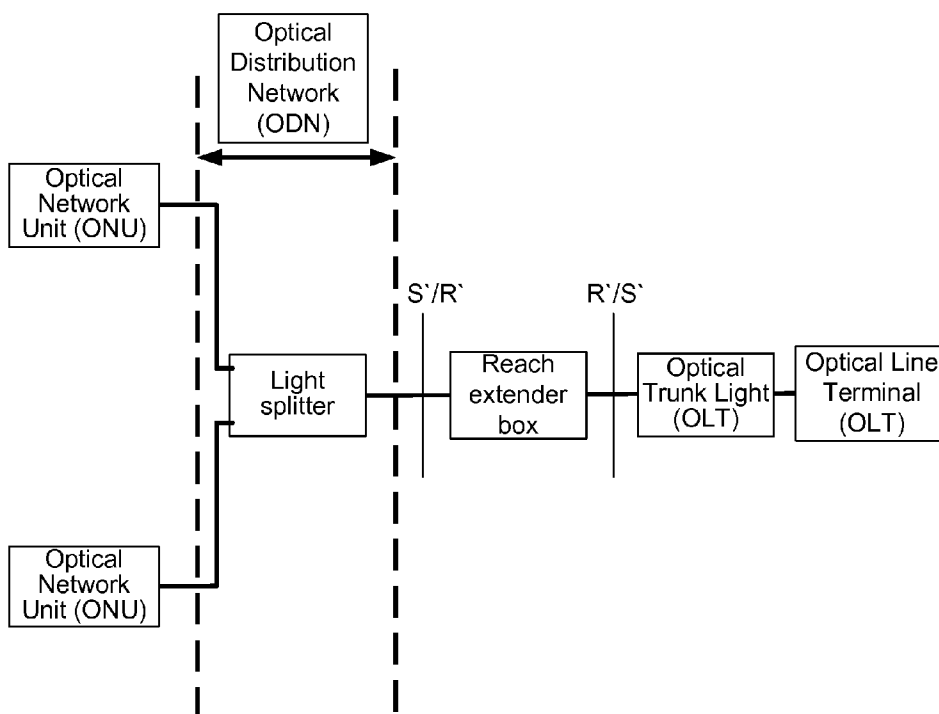 Optical
Distribution
Network
(ODN)
Optical
Network
Unit (ONU)
S`/R`
R`/S`
Light
splitter
Reach
extender
box
Optical
Trunk Light
(OLT)
Optical Line
Terminal
(OLT)
Optical
Network
Unit (ONU)